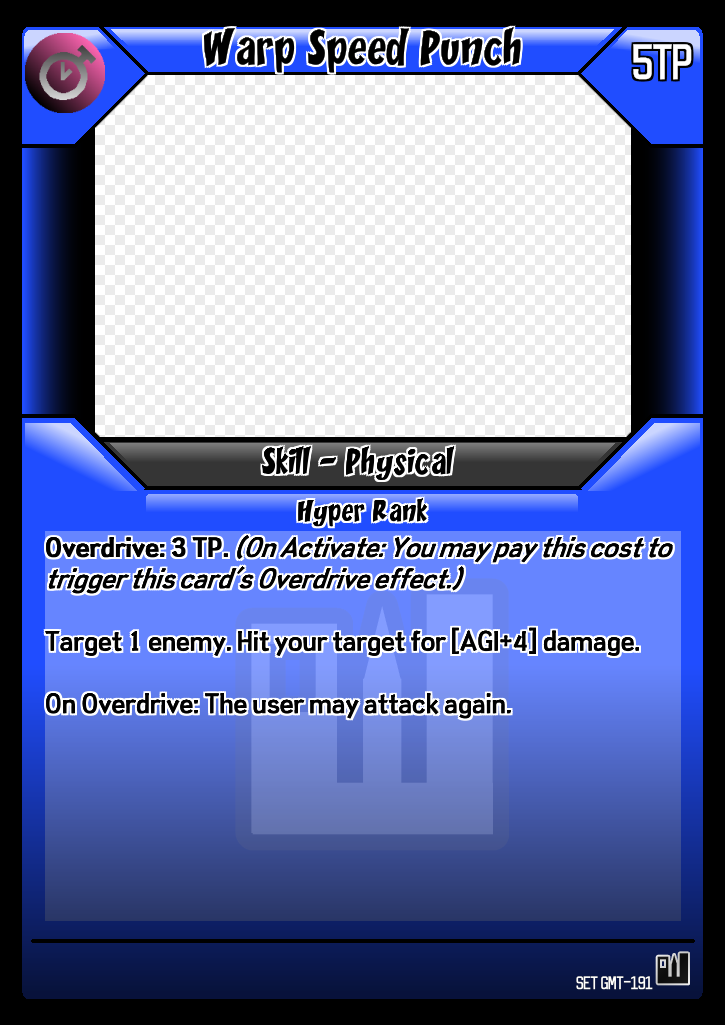 Warp Speed Punch
5TP
Skill - Physical
Hyper Rank
Overdrive: 3 TP. (On Activate: You may pay this cost to
trigger this card's Overdrive effect.)
Target 1 enemy. Hit your target for [AGI+4] damage.
On Overdrive: The user may attack again.
SET GMT-191